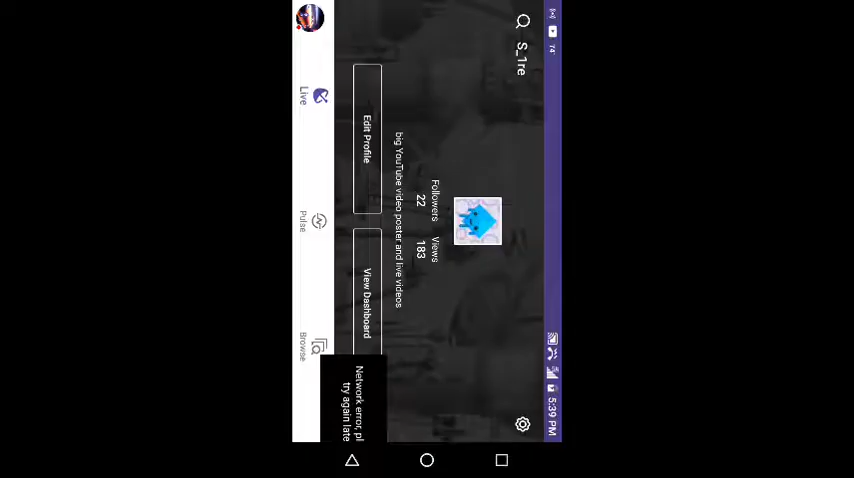 74°
5:39 PM
S_1re
Followers Views
22 183
big YouTube video poster and live videos
Edit Profile
View Dashboard
Network error, pl
try again late
Live
Pulse
Browse